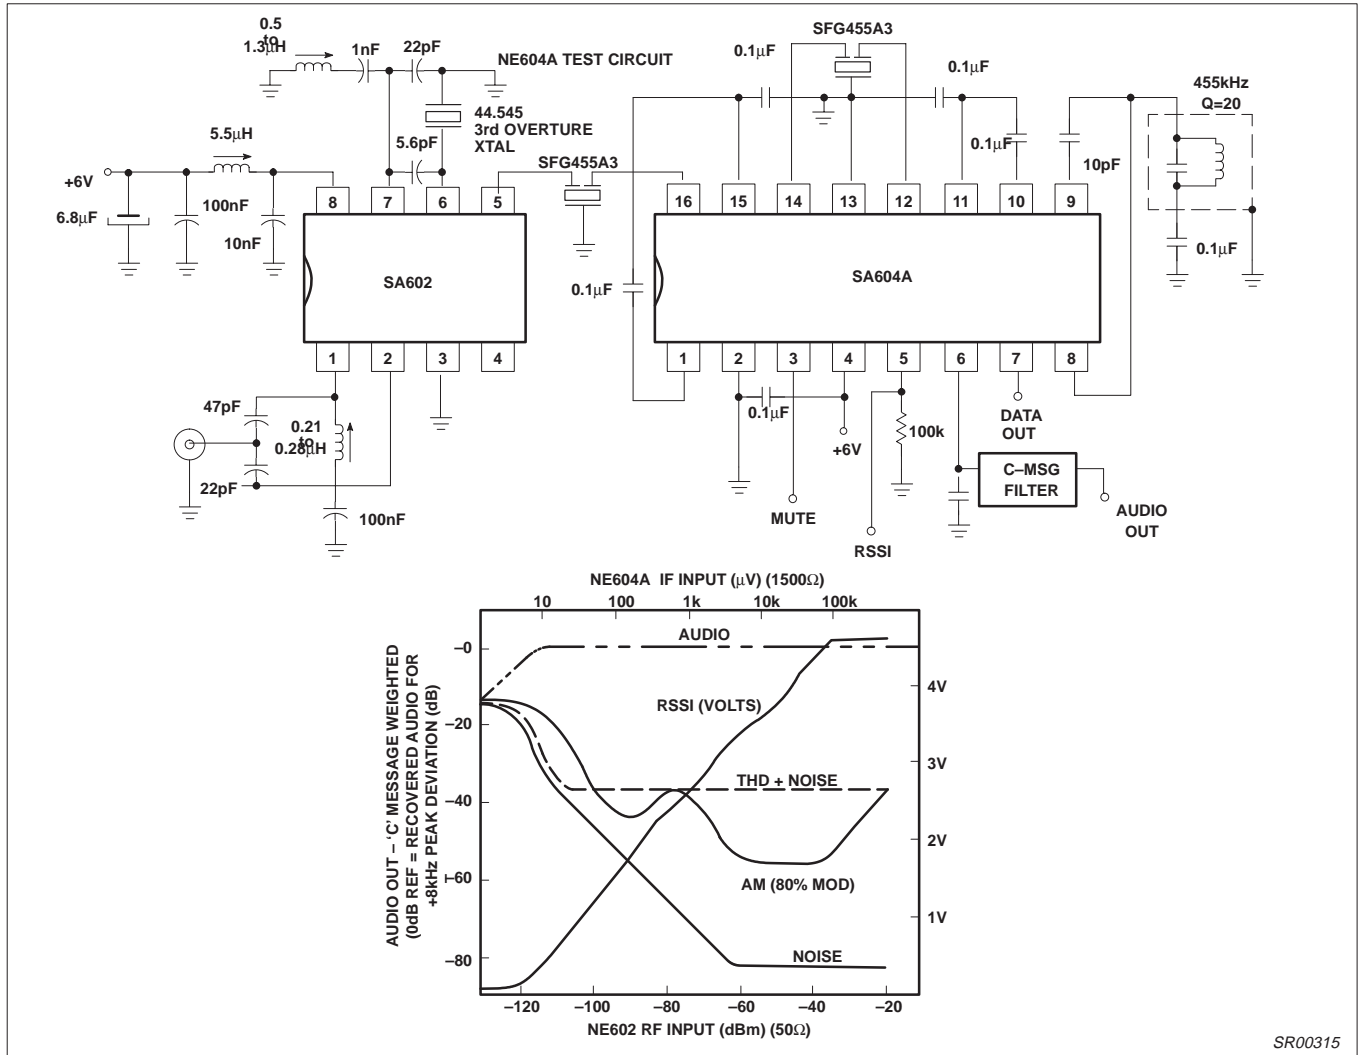 0.5
to
1.3μH
1nF
22pF
NE604A TEST CIRCUIT
44.545
3rd OVERTURE
XTAL
5.6pF
5.5μH
+6V
6.8μF
100nF
10nF
8
7
6
5
SA602
1
2
3
4
47pF
0.21
to
0.28μH
22pF
100nF
SFG455A3
0.1μF
SFG455A3
0.1μF
0.1μF
10pF
455kHz
Q=20
0.1μF
16
15
14
13
12
11
10
9
SA604A
0.1μF
1
2
3
4
5
6
7
8
0.1μF
+6V
MUTE
100k
RSSI
DATA
OUT
C–MSG
FILTER
AUDIO
OUT
NE604A IF INPUT (μV) (1500Ω)
10
100
1k
10k
100k
AUDIO
RSSI (VOLTS)
THD + NOISE
AM (80% MOD)
NOISE
AUDIO OUT – ‘C’ MESSAGE WEIGHTED
(0dB REF = RECOVERED AUDIO FOR
+8kHz PEAK DEVIATION (dB)
–0
–20
–40
–60
–80
4V
3V
2V
1V
–120
–100
–80
–60
–40
–20
NE602 RF INPUT (dBm) (50Ω)
SR00315